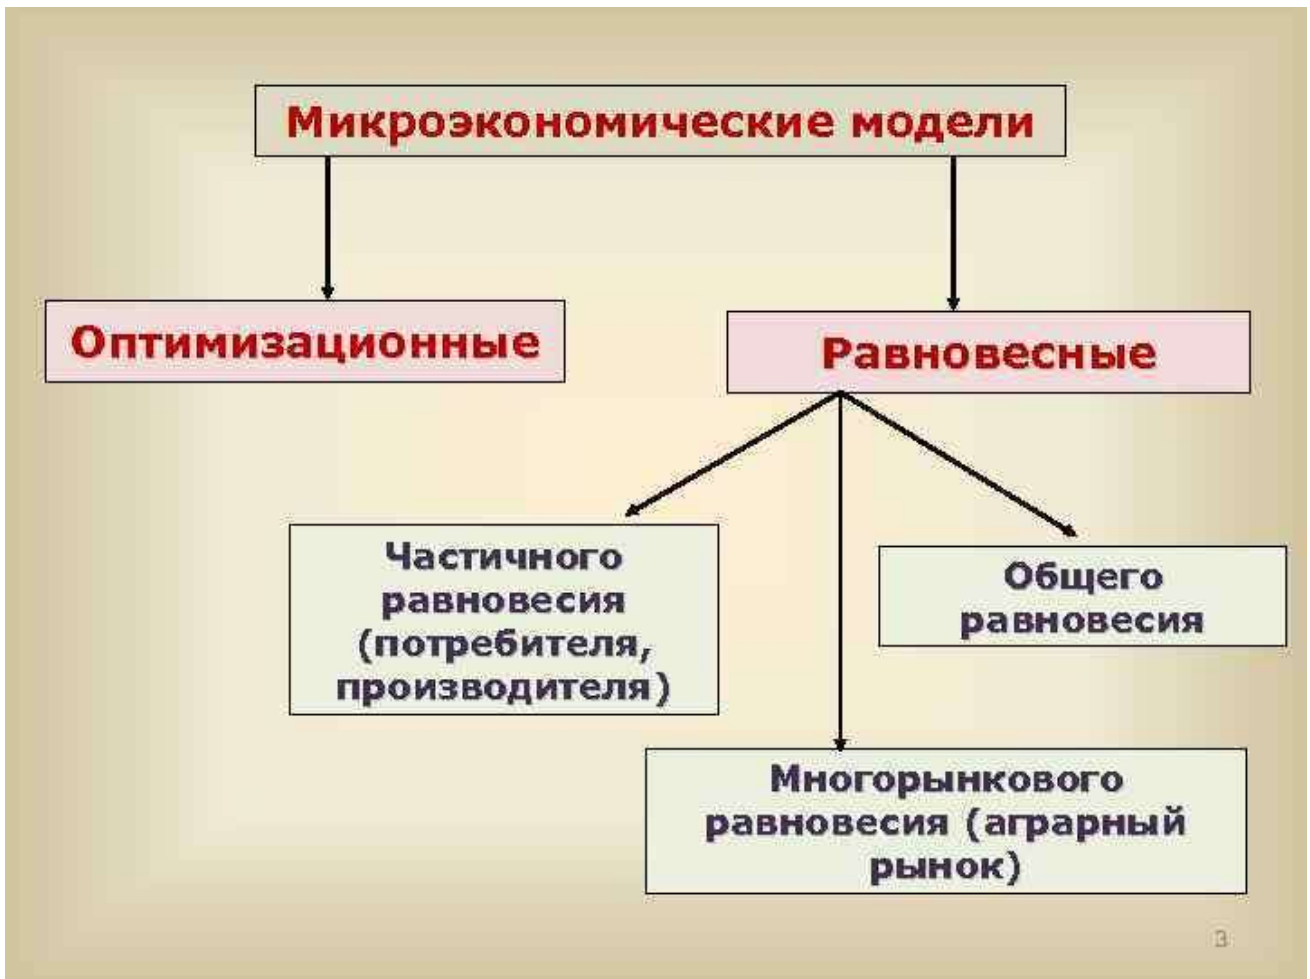 Микроэкономические модели
Оптимизационные
Равновесные
Частичного
равновесия
(потребителя,
производителя)
Общего
равновесия
Многорынкового
равновесия (аграрный
рынок)
3